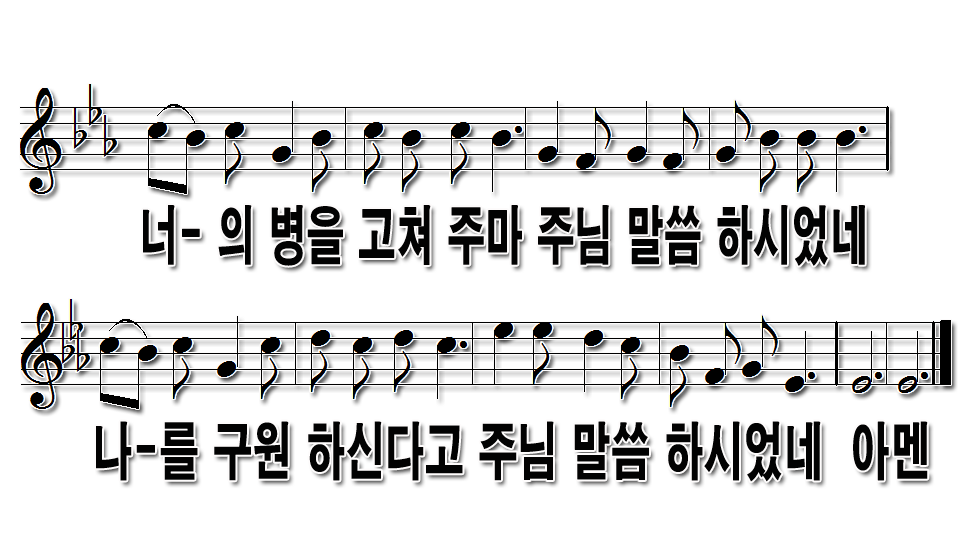 너- 의 병을 고쳐 주마 주님 말씀 하시었네
나-를 구원 하신다고 주님 말씀 하시었네 아멘